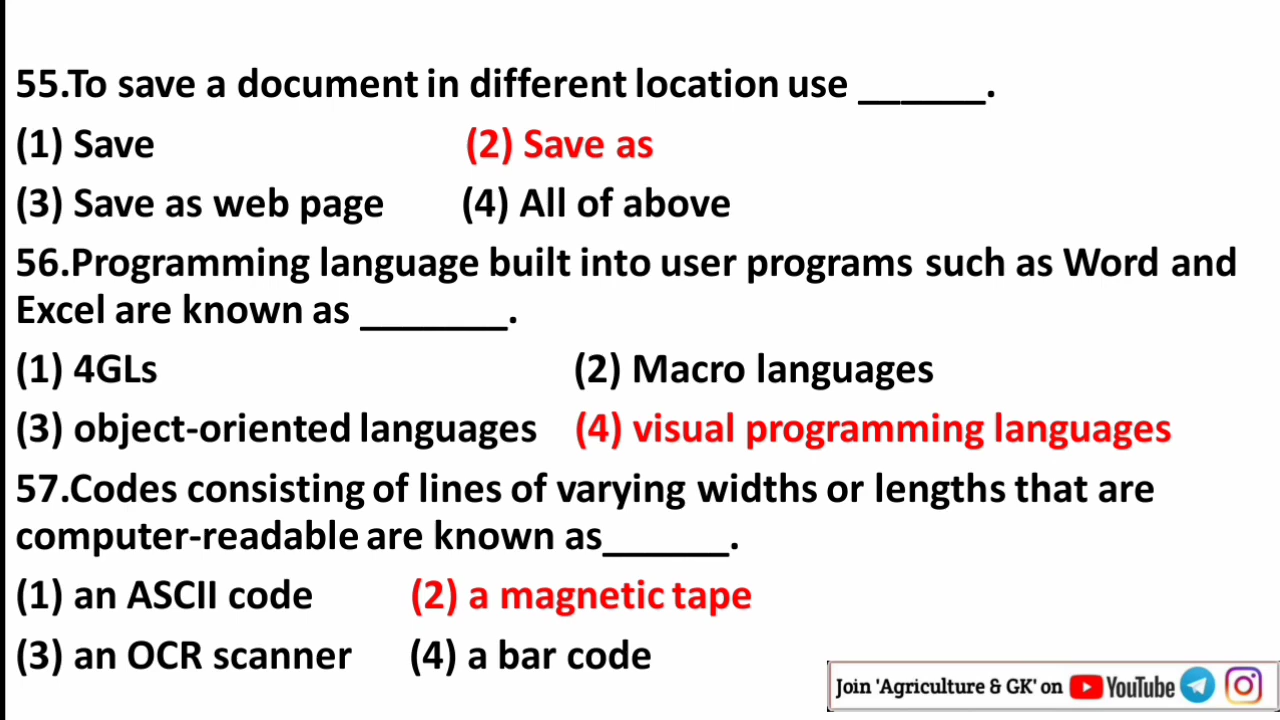 55.To save a document in different location use ______.
(1) Save (2) Save as
(3) Save as web page (4) All of above
56.Programming language built into user programs such as Word and
Excel are known as _______.
(1) 4GLs (2) Macro languages
(3) object-oriented languages (4) visual programming languages
57.Codes consisting of lines of varying widths or lengths that are
computer-readable are known as______.
(1) an ASCII code (2) a magnetic tape
(3) an OCR scanner (4) a bar code
Join 'Agriculture & GK' on YouTube